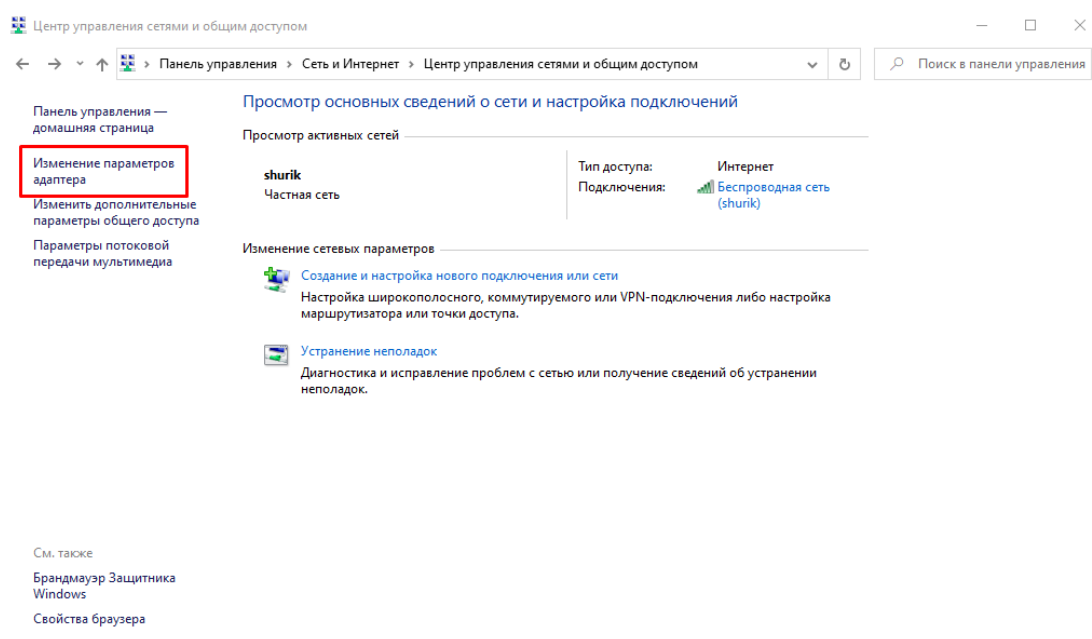 Центр управления сетями и общим доступом
Панель управления › Сеть и Интернет › Центр управления сетями и общим доступом
Поиск в панели управления
Панель управления —
домашняя страница
Изменение параметров
адаптера
Изменить дополнительные
параметры общего доступа
Параметры потоковой
передачи мультимедиа
Просмотр основных сведений о сети и настройка подключений
Просмотр активных сетей
shurik
Частная сеть
Тип доступа: Интернет
Подключения: Беспроводная сеть
(shurik)
Изменение сетевых параметров
Создание и настройка нового подключения или сети
Настройка широкополосного, коммутируемого или VPN-подключения либо настройка
маршрутизатора или точки доступа.
Устранение неполадок
Диагностика и исправление проблем с сетью или получение сведений об устранении
неполадок.
См. также
Брандмауэр Защитника
Windows
Свойства браузера